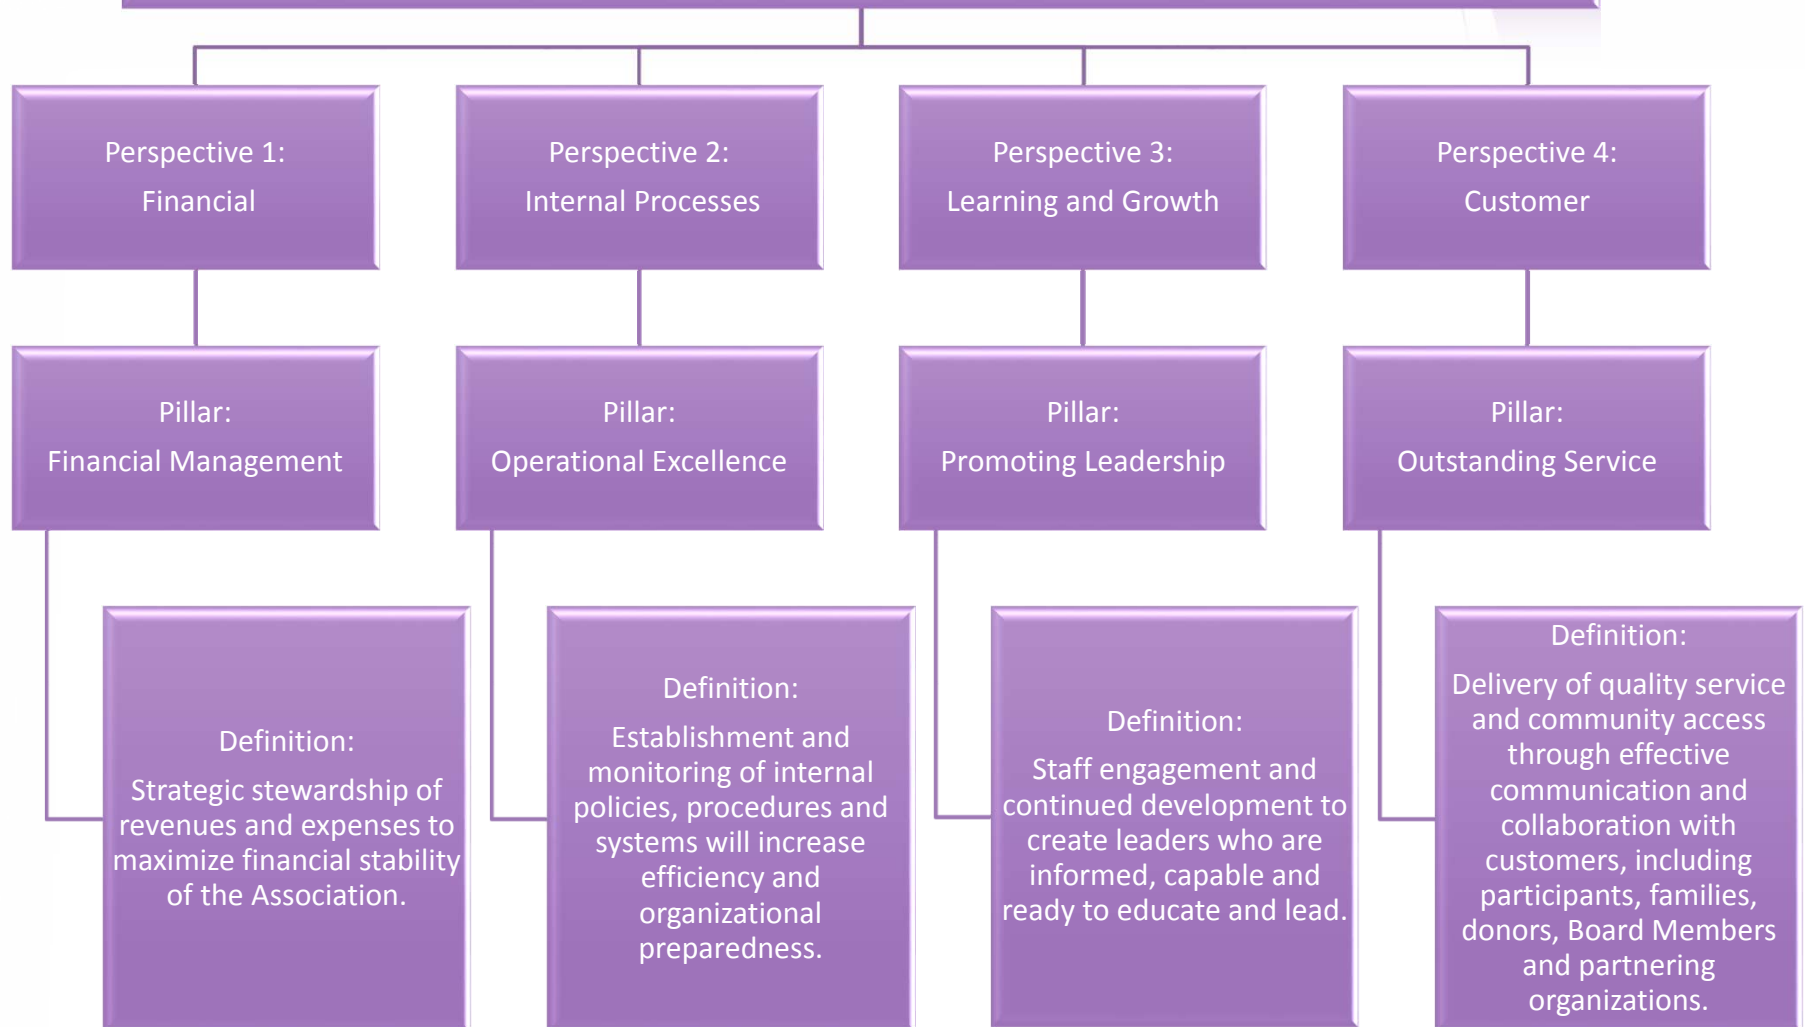 Perspective 1:
Financial
Perspective 2:
Internal Processes
Perspective 3:
Learning and Growth
Perspective 4:
Customer
Pillar:
Financial Management
Pillar:
Operational Excellence
Pillar:
Promoting Leadership
Pillar:
Outstanding Service
Definition:
Strategic stewardship of
revenues and expenses to
maximize financial stability
of the Association.
Definition:
Establishment and
monitoring of internal
policies, procedures and
systems will increase
efficiency and
organizational
preparedness.
Definition:
Staff engagement and
continued development to
create leaders who are
informed, capable and
ready to educate and lead.
Definition:
Delivery of quality service
and community access
through effective
communication and
collaboration with
customers, including
participants, families,
donors, Board Members
and partnering
organizations.